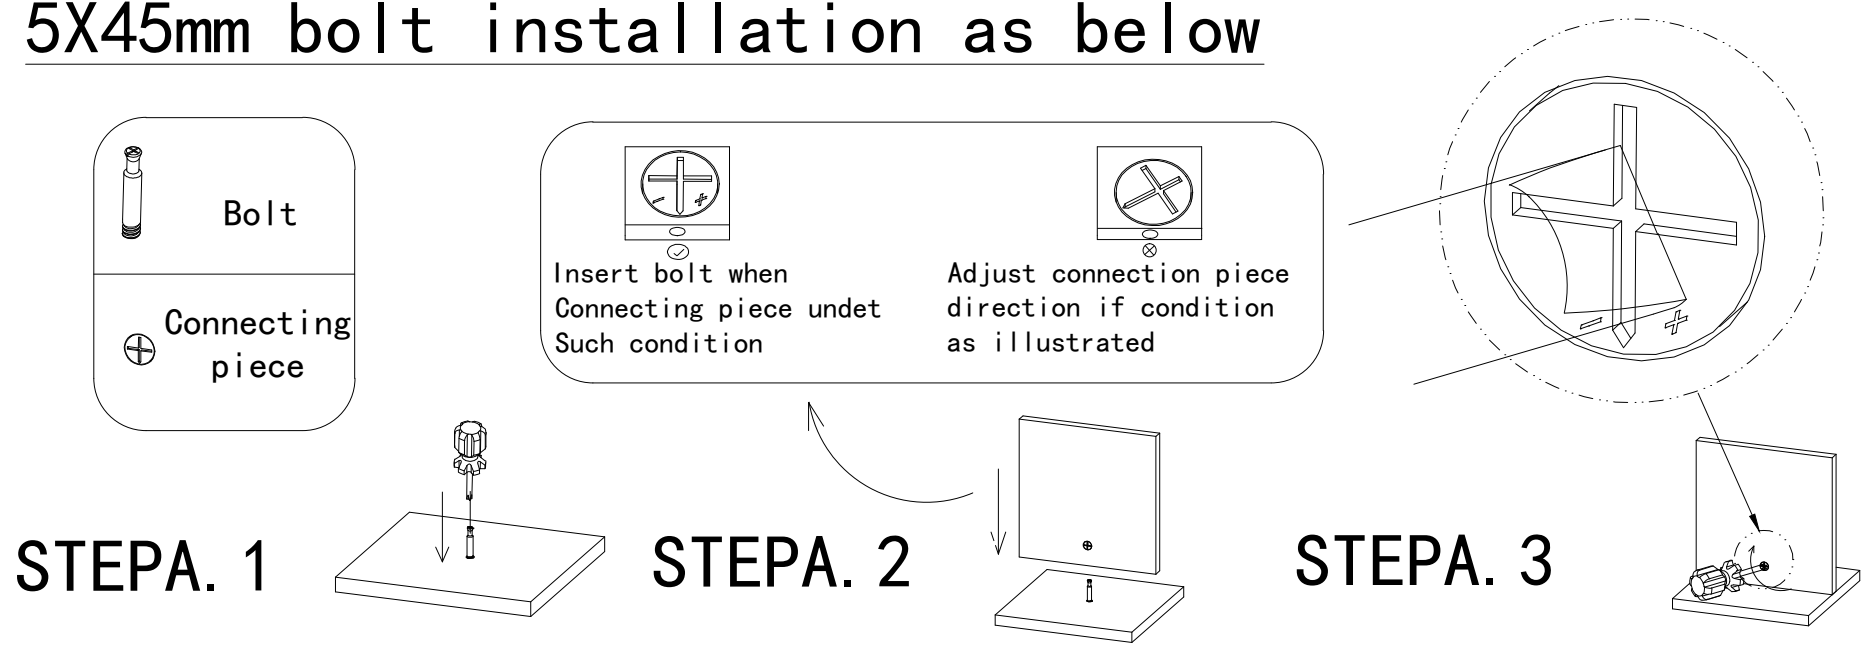 5X45mm bolt installation as below
Bolt
Connecting
piece
Insert bolt when
Connecting piece undet
Such condition
Adjust connection piece
direction if condition
as illustrated
STEPA. 1
STEPA. 2
STEPA. 3